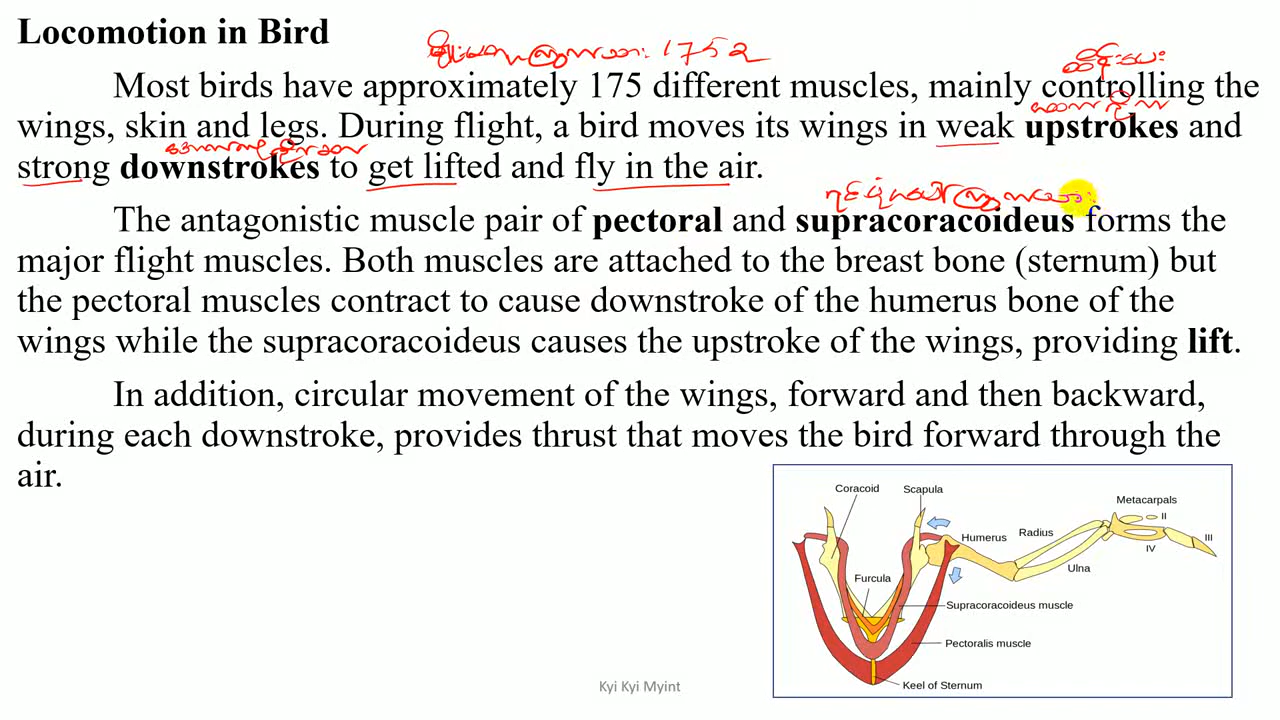 Locomotion in Bird
Most birds have approximately 175 different muscles, mainly controlling the
wings, skin and legs. During flight, a bird moves its wings in weak upstrokes and
strong downstrokes to get lifted and fly in the air.
The antagonistic muscle pair of pectoral and supracoracoideus forms the
major flight muscles. Both muscles are attached to the breast bone (sternum) but
the pectoral muscles contract to cause downstroke of the humerus bone of the
wings while the supracoracoideus causes the upstroke of the wings, providing lift.
In addition, circular movement of the wings, forward and then backward,
during each downstroke, provides thrust that moves the bird forward through the
air.
Coracoid
Scapula
Metacarpals
II
Humerus
Radius
III
IV
Ulna
Furcula
Supracoracoideus muscle
Pectoralis muscle
Keel of Sternum
Kyi Kyi Myint